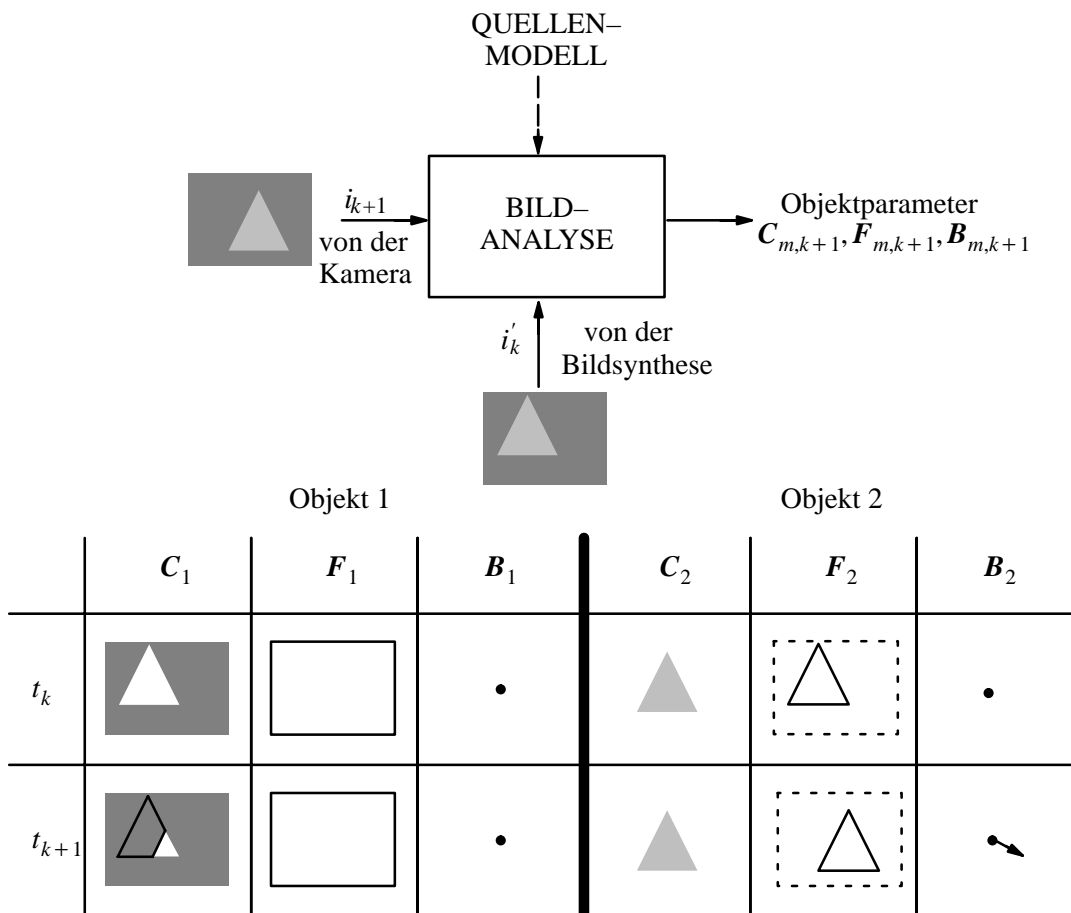 QUELLEN–
MODELL
i_{k+1}
von der
Kamera
BILD–
ANALYSE
Objektparameter
C_{m,k+1}, F_{m,k+1}, B_{m,k+1}
i'_k
von der
Bildsynthese
Objekt 1
Objekt 2
C_1 F_1 B_1 C_2 F_2 B_2
t_k
t_{k+1}